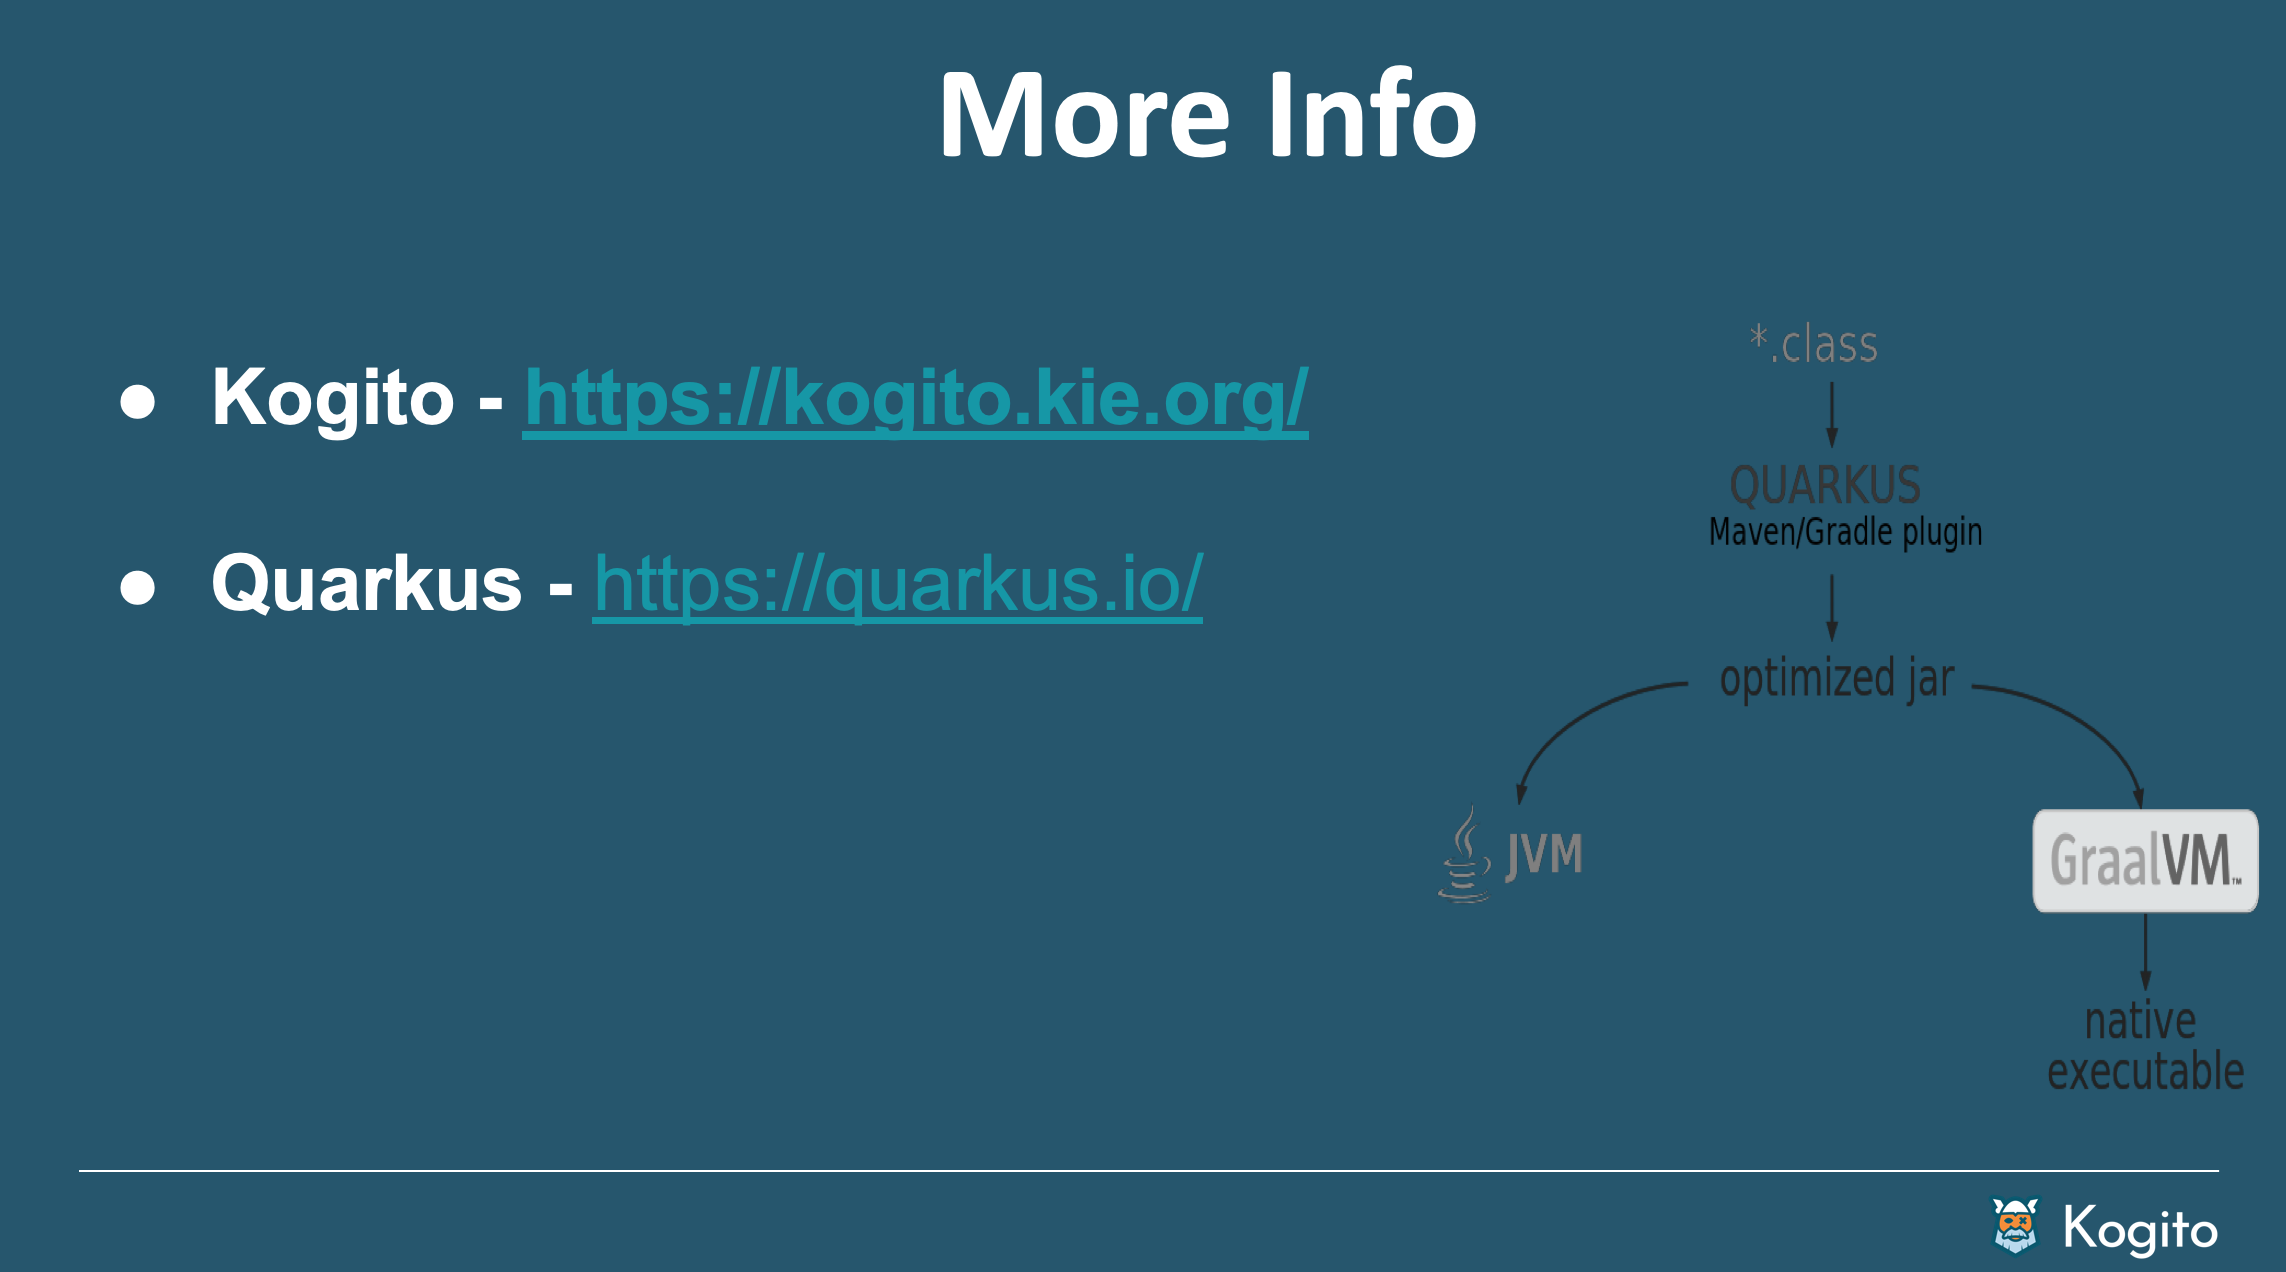 More Info
● Kogito - https://kogito.kie.org/
● Quarkus - https://quarkus.io/
*.class
QUARKUS
Maven/Gradle plugin
optimized jar
JVM
GraalVM™
native
executable
Kogito